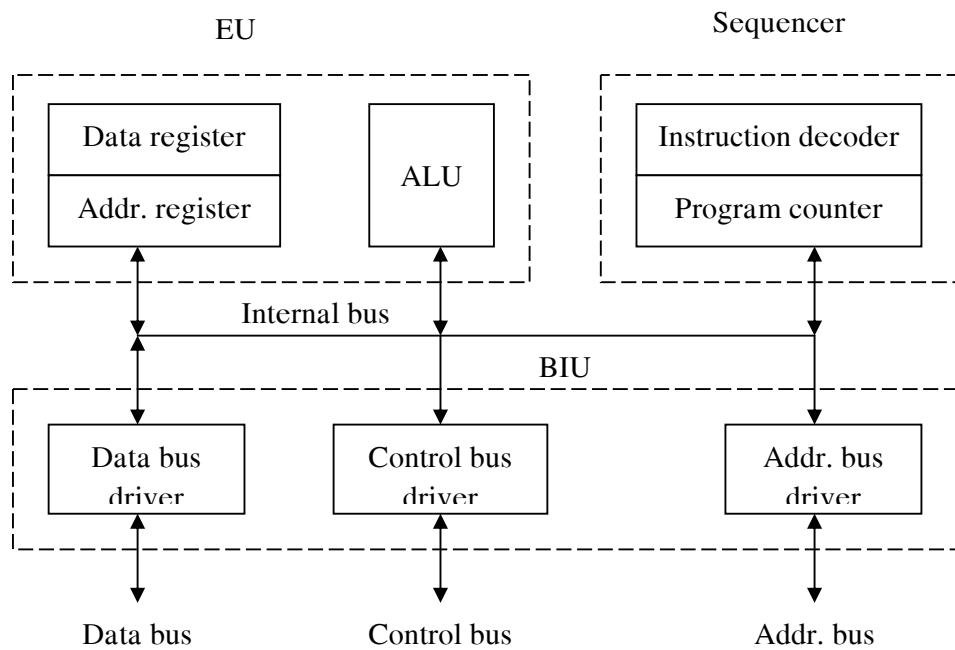 EU
Sequencer
Data register
Addr. register
ALU
Instruction decoder
Program counter
Internal bus
BIU
Data bus
driver
Control bus
driver
Addr. bus
driver
Data bus
Control bus
Addr. bus